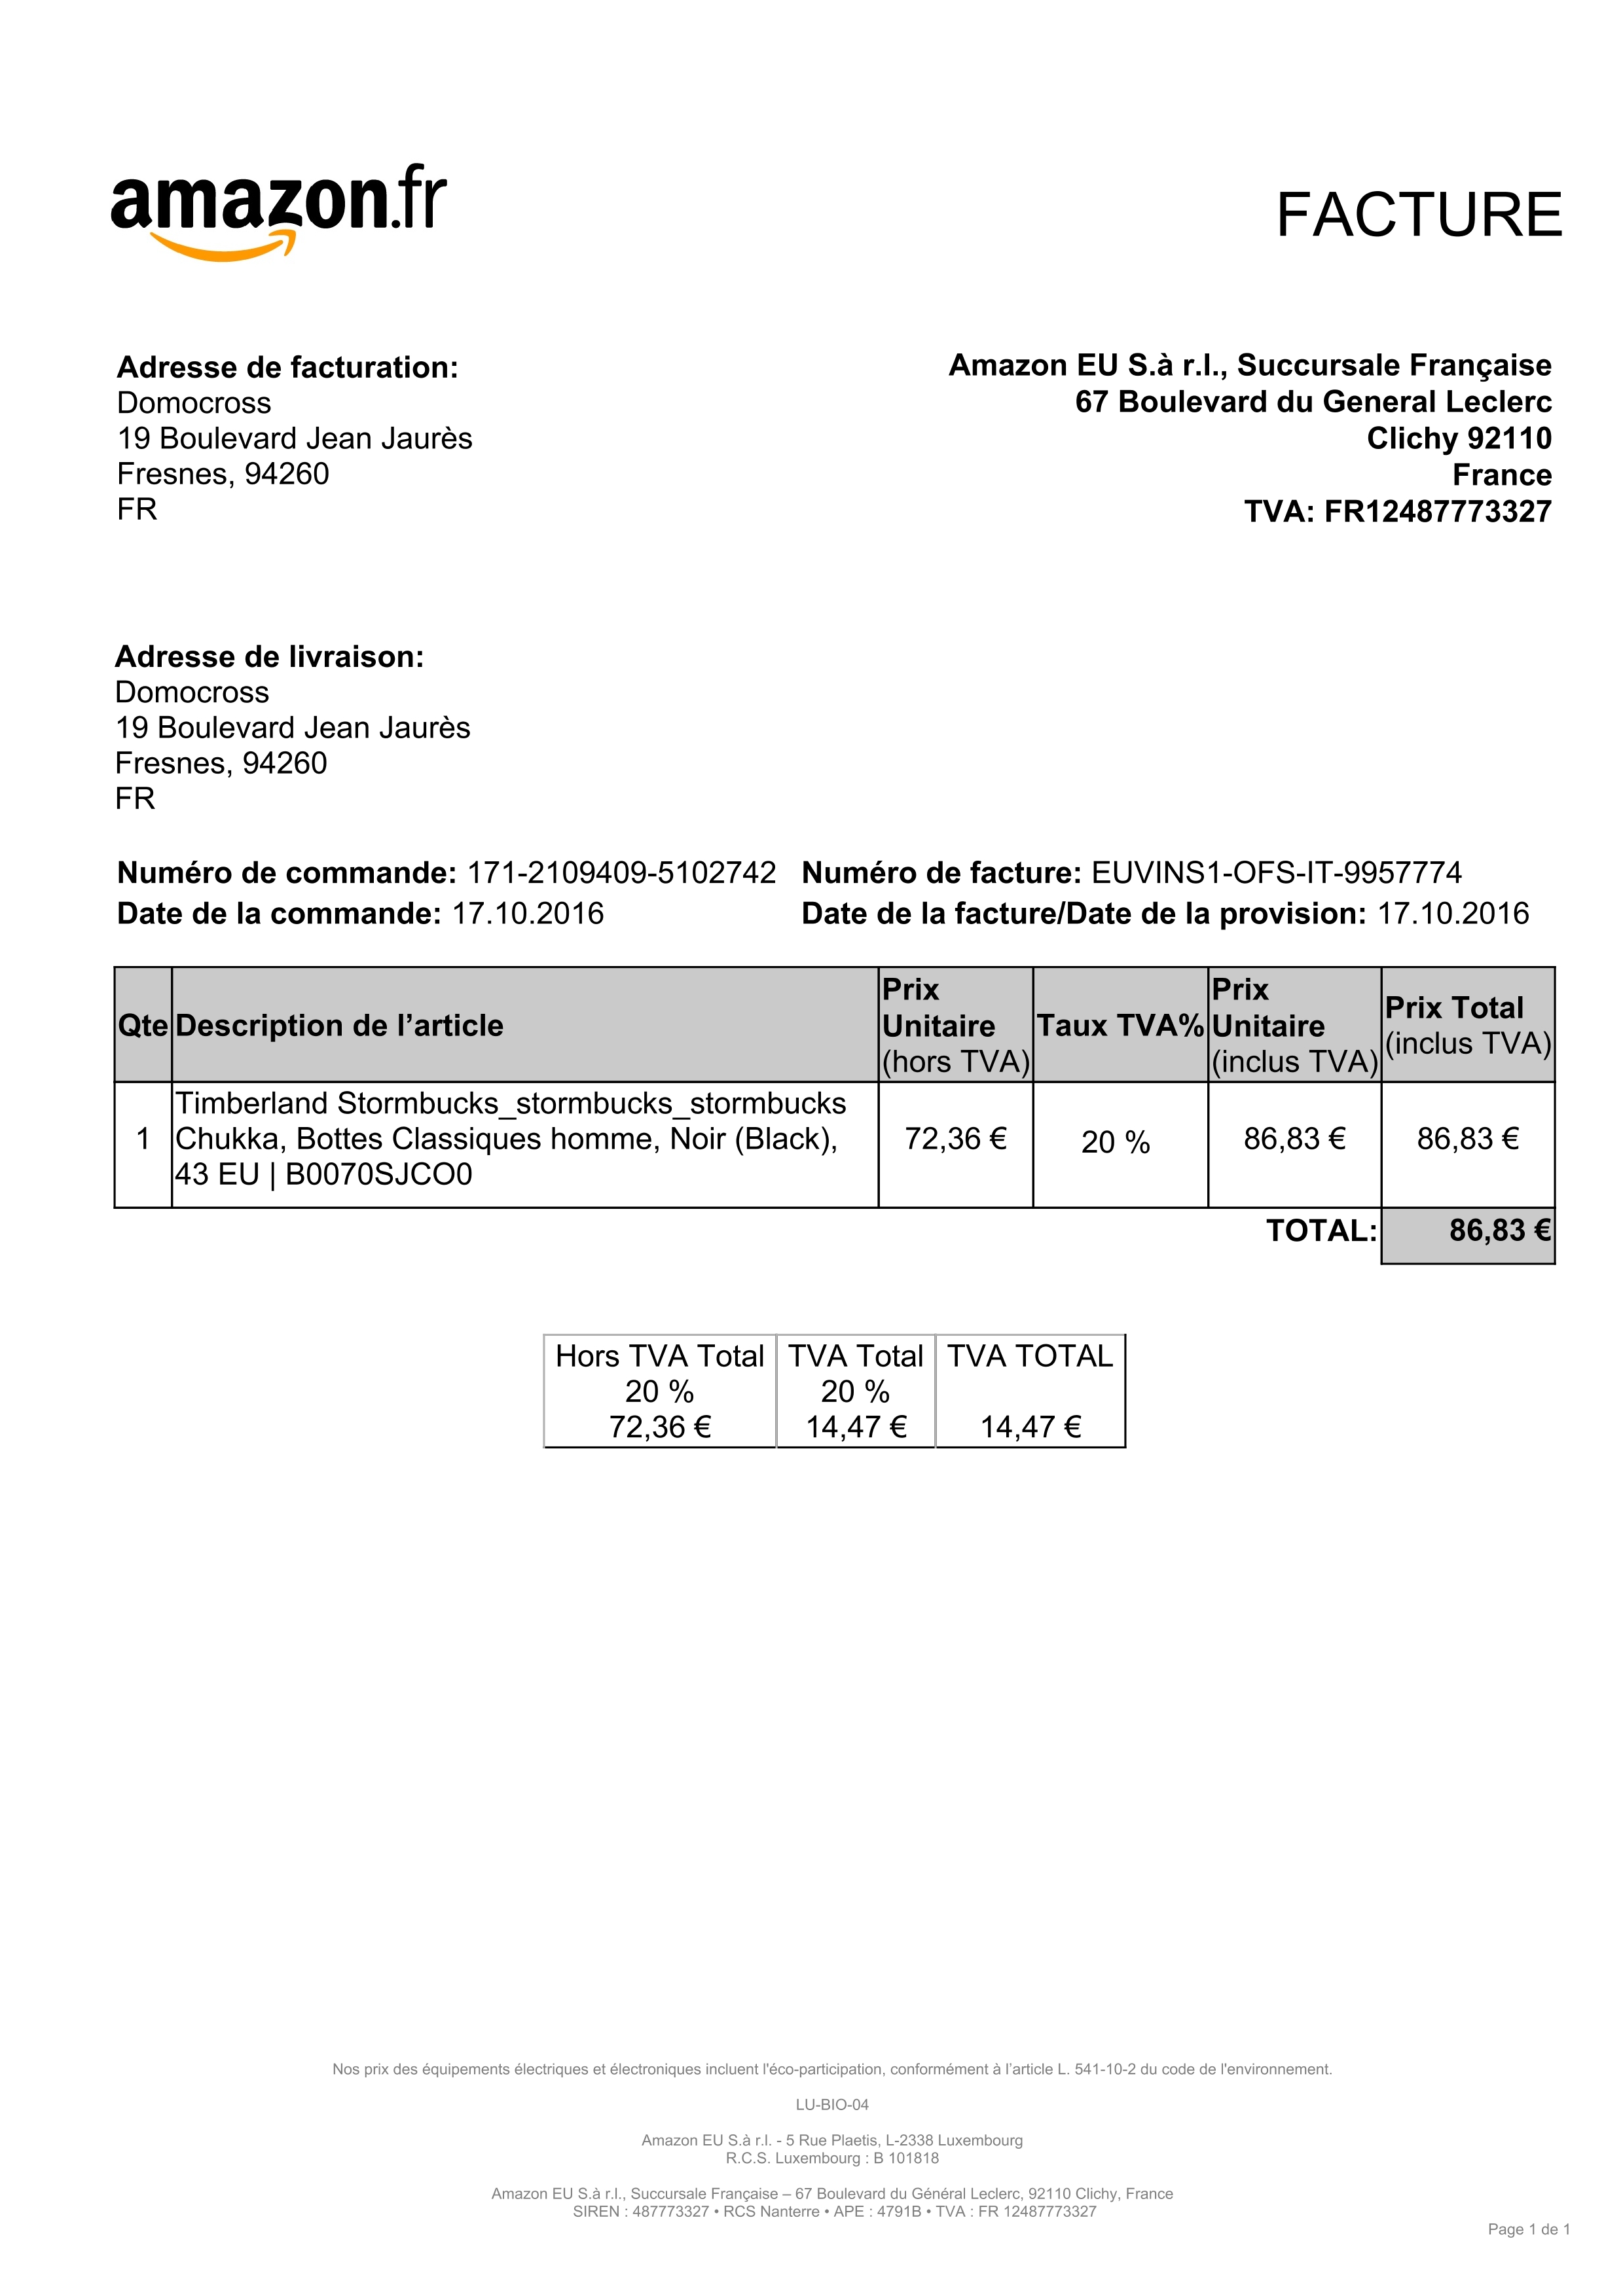 amazon.fr
FACTURE
Adresse de facturation:
Domocross
19 Boulevard Jean Jaurès
Fresnes, 94260
FR
Amazon EU S.à r.l., Succursale Française
67 Boulevard du General Leclerc
Clichy 92110
France
TVA: FR12487773327
Adresse de livraison:
Domocross
19 Boulevard Jean Jaurès
Fresnes, 94260
FR
Numéro de commande: 171-2109409-5102742 Numéro de facture: EUVINS1-OFS-IT-9957774
Date de la commande: 17.10.2016 Date de la facture/Date de la provision: 17.10.2016
Qte Description de l’article Prix Unitaire (hors TVA) Taux TVA% Prix Unitaire (inclus TVA) Prix Total (inclus TVA)
Timberland Stormbucks_stormbucks_stormbucks
1 Chukka, Bottes Classiques homme, Noir (Black), 72,36 € 20 % 86,83 € 86,83 €
43 EU | B0070SJCO0
TOTAL: 86,83 €
Hors TVA Total TVA Total TVA TOTAL
20 % 20 %
72,36 € 14,47 € 14,47 €
Nos prix des équipements électriques et électroniques incluent l'éco-participation, conformément à l’article L. 541-10-2 du code de l'environnement.
LU-BIO-04
Amazon EU S.à r.l. - 5 Rue Plaetis, L-2338 Luxembourg
R.C.S. Luxembourg : B 101818
Amazon EU S.à r.l., Succursale Française – 67 Boulevard du Général Leclerc, 92110 Clichy, France
SIREN : 487773327 • RCS Nanterre • APE : 4791B • TVA : FR 12487773327
Page 1 de 1